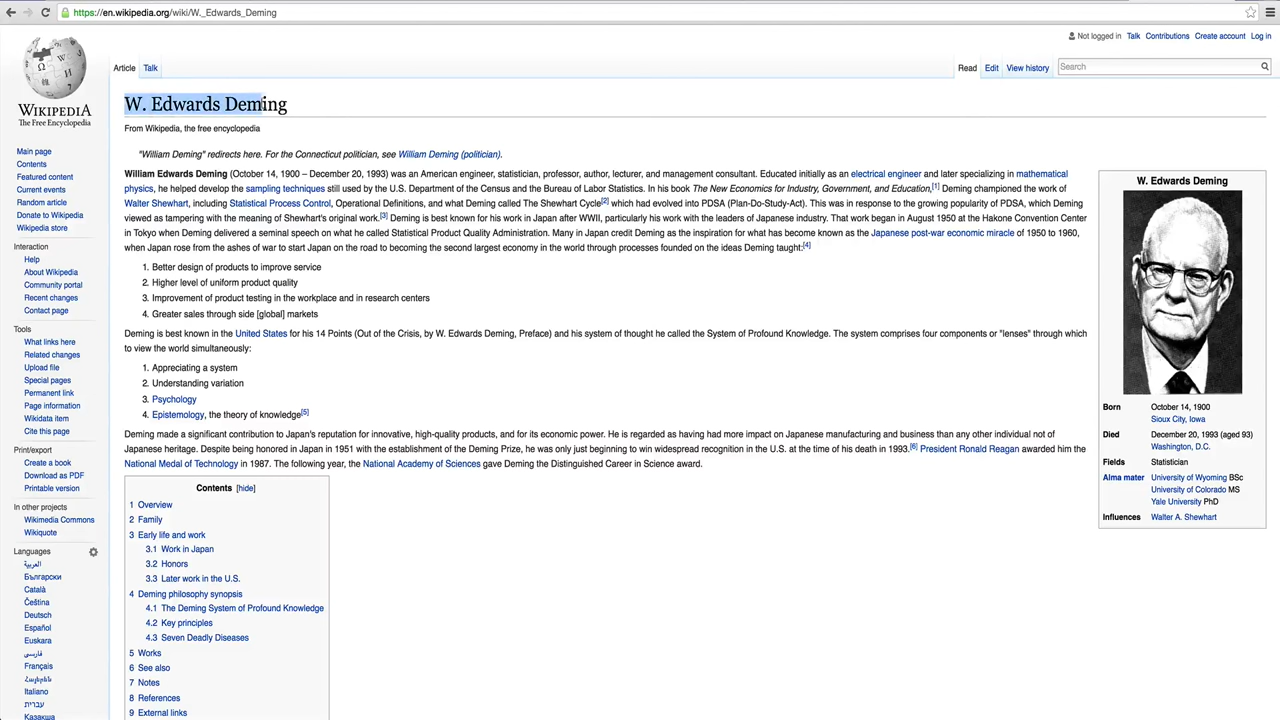 https://en.wikipedia.org/wiki/W._Edwards_Deming
Not logged in Talk Contributions Create account Log in
Article Talk
Read Edit View history Search
WIKIPEDIA
The Free Encyclopedia
Main page
Contents
Featured content
Current events
Random article
Donate to Wikipedia
Wikipedia store
Interaction
Help
About Wikipedia
Community portal
Recent changes
Contact page
Tools
What links here
Related changes
Upload file
Special pages
Permanent link
Page information
Wikidata item
Cite this page
Print/export
Create a book
Download as PDF
Printable version
In other projects
Wikimedia Commons
Wikiquote
Languages
العربية
Български
Català
Čeština
Deutsch
Español
Euskara
فارسی
Français
Հայերեն
Italiano
עברית
Қазақша
W. Edwards Deming
From Wikipedia, the free encyclopedia
"William Deming" redirects here. For the Connecticut politician, see William Deming (politician).
William Edwards Deming (October 14, 1900 – December 20, 1993) was an American engineer, statistician, professor, author, lecturer, and management consultant. Educated initially as an electrical engineer and later specializing in mathematical
physics, he helped develop the sampling techniques still used by the U.S. Department of the Census and the Bureau of Labor Statistics. In his book The New Economics for Industry, Government, and Education,[1] Deming championed the work of
Walter Shewhart, including Statistical Process Control, Operational Definitions, and what Deming called The Shewhart Cycle[2] which had evolved into PDSA (Plan-Do-Study-Act). This was in response to the growing popularity of PDSA, which Deming
viewed as tampering with the meaning of Shewhart's original work.[3] Deming is best known for his work in Japan after WWII, particularly his work with the leaders of Japanese industry. That work began in August 1950 at the Hakone Convention Center
in Tokyo when Deming delivered a seminal speech on what he called Statistical Product Quality Administration. Many in Japan credit Deming as the inspiration for what has become known as the Japanese post-war economic miracle of 1950 to 1960,
when Japan rose from the ashes of war to start Japan on the road to becoming the second largest economy in the world through processes founded on the ideas Deming taught:[4]
1. Better design of products to improve service
2. Higher level of uniform product quality
3. Improvement of product testing in the workplace and in research centers
4. Greater sales through side [global] markets
Deming is best known in the United States for his 14 Points (Out of the Crisis, by W. Edwards Deming, Preface) and his system of thought he called the System of Profound Knowledge. The system comprises four components or "lenses" through which
to view the world simultaneously:
1. Appreciating a system
2. Understanding variation
3. Psychology
4. Epistemology, the theory of knowledge[5]
Deming made a significant contribution to Japan's reputation for innovative, high-quality products, and for its economic power. He is regarded as having had more impact on Japanese manufacturing and business than any other individual not of
Japanese heritage. Despite being honored in Japan in 1951 with the establishment of the Deming Prize, he was only just beginning to win widespread recognition in the U.S. at the time of his death in 1993.[6] President Ronald Reagan awarded him the
National Medal of Technology in 1987. The following year, the National Academy of Sciences gave Deming the Distinguished Career in Science award.
Contents [hide]
1 Overview
2 Family
3 Early life and work
3.1 Work in Japan
3.2 Honors
3.3 Later work in the U.S.
4 Deming philosophy synopsis
4.1 The Deming System of Profound Knowledge
4.2 Key principles
4.3 Seven Deadly Diseases
5 Works
6 See also
7 Notes
8 References
9 External links
W. Edwards Deming
Born October 14, 1900
Sioux City, Iowa
Died December 20, 1993 (aged 93)
Washington, D.C.
Fields Statistician
Alma mater University of Wyoming BSc
University of Colorado MS
Yale University PhD
Influences Walter A. Shewhart